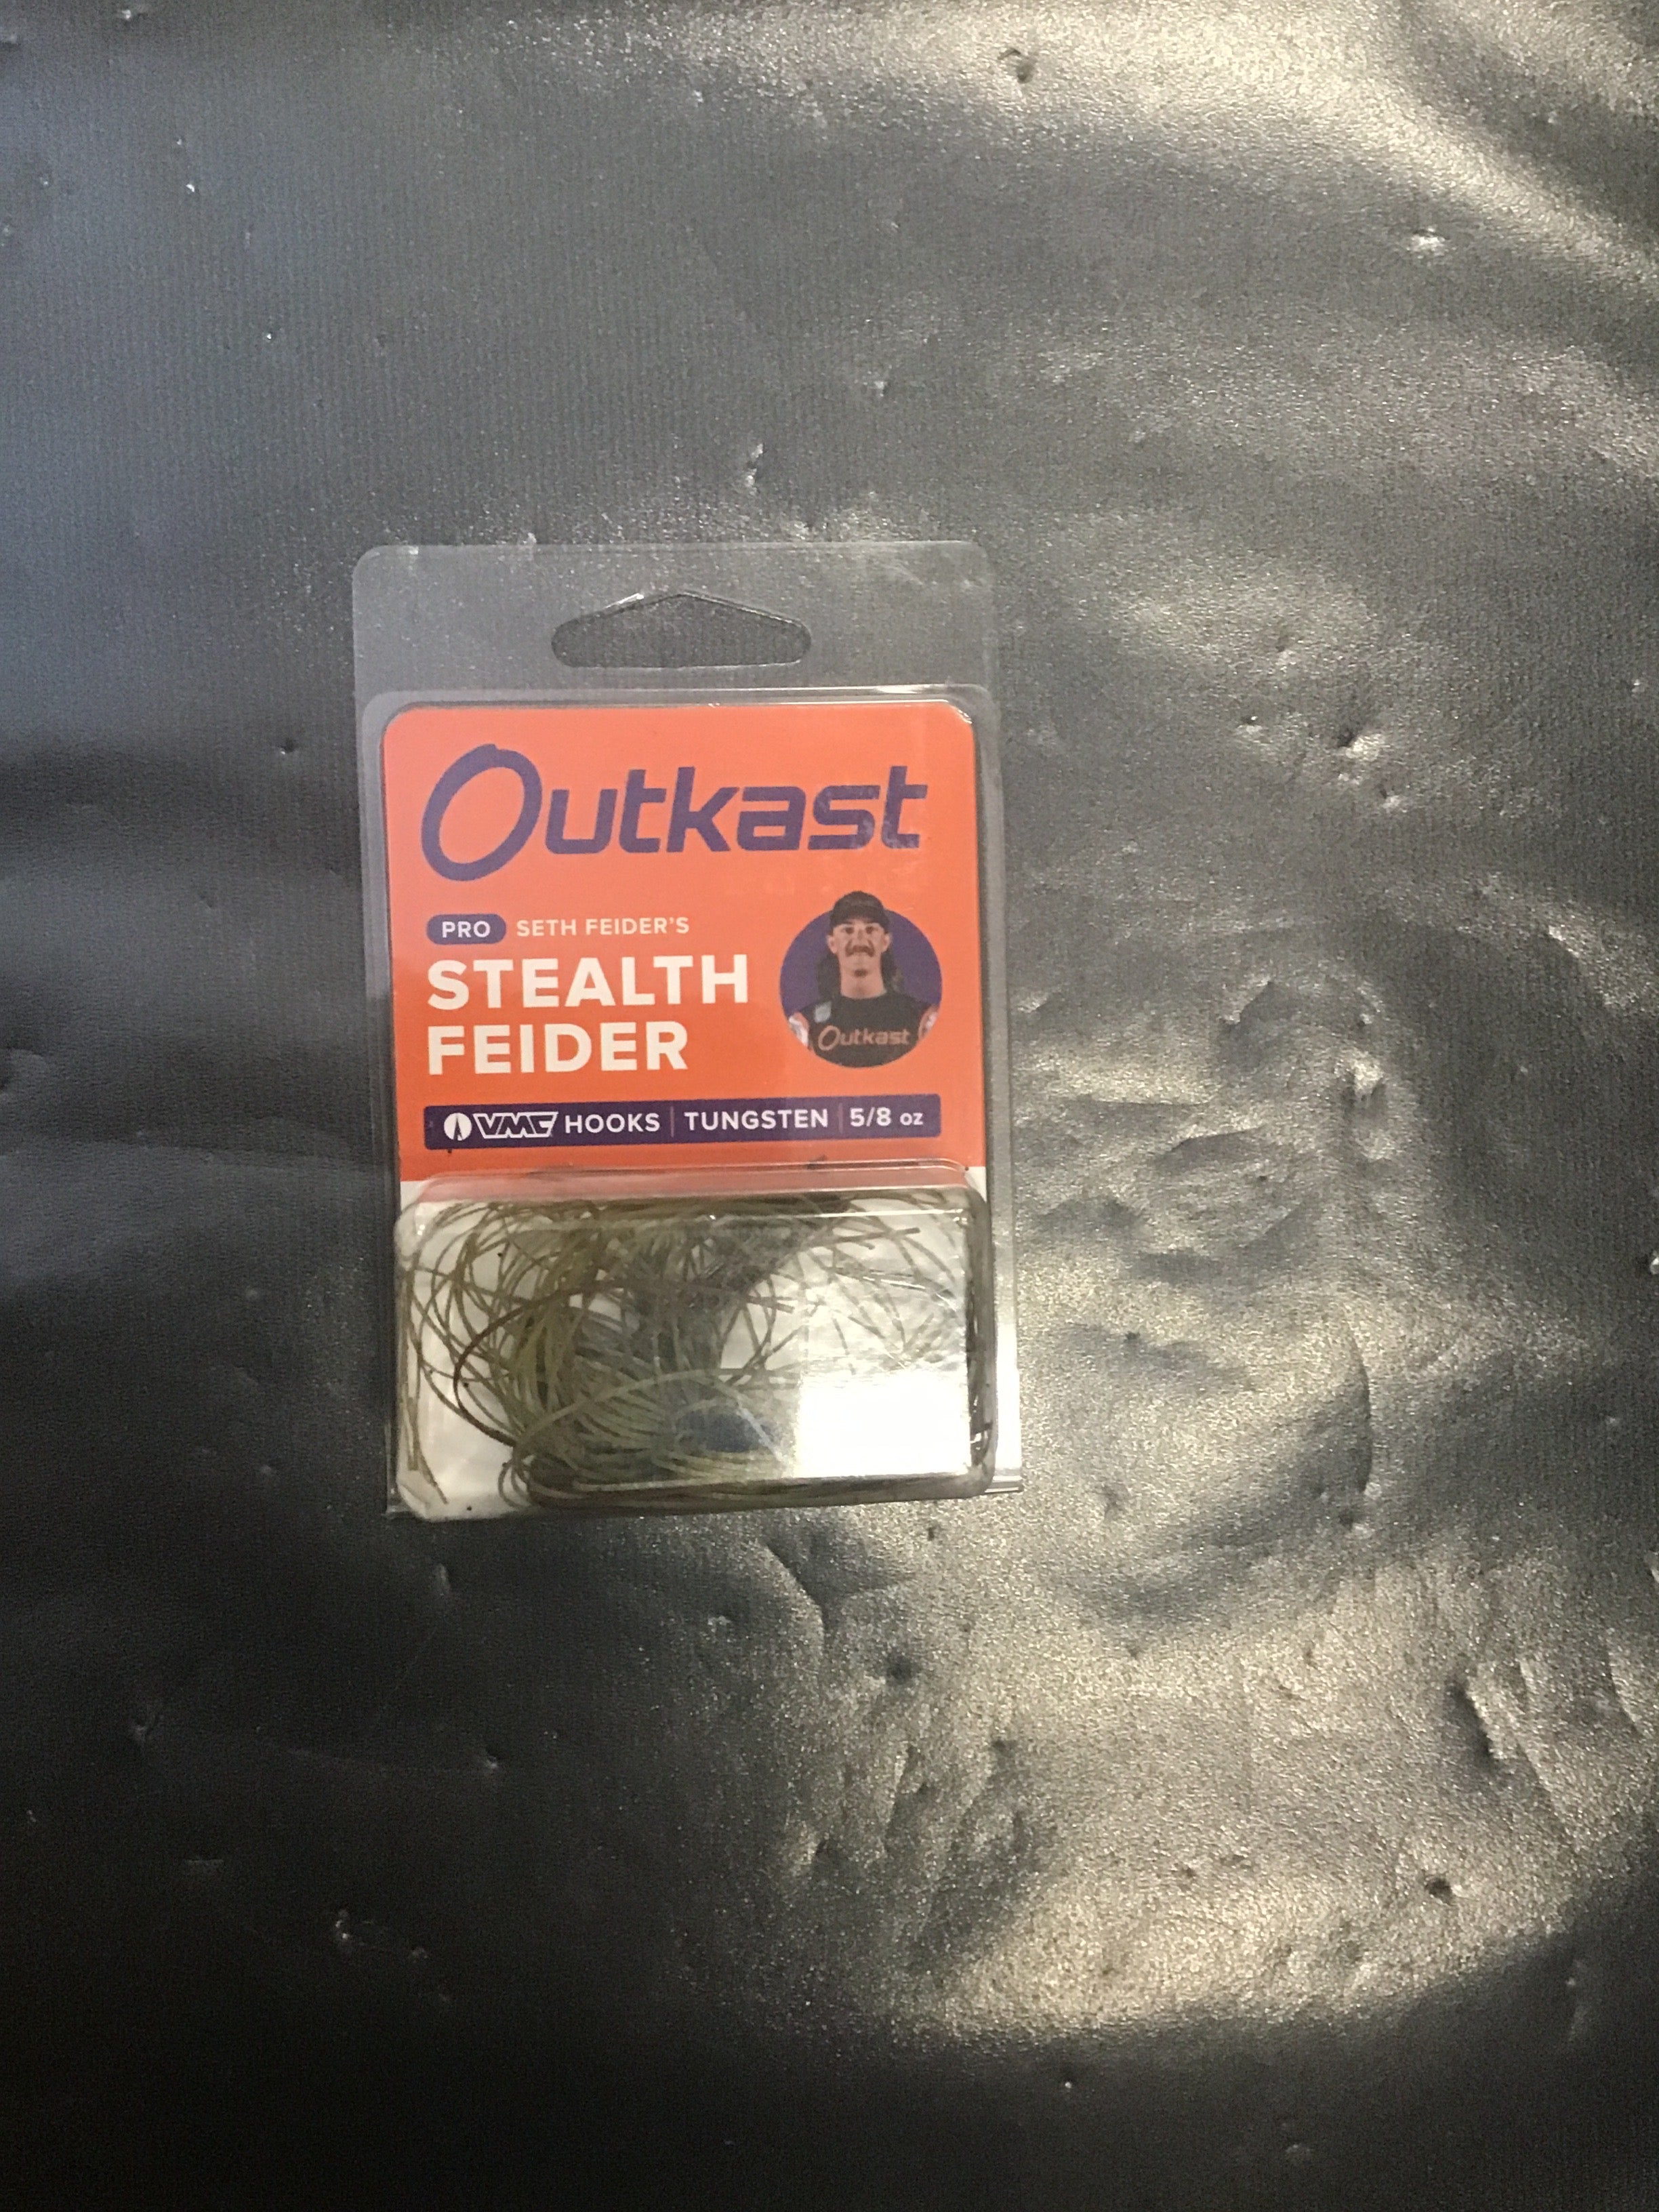 Outkast
PRO SETH FEIDER'S
STEALTH
FEIDER
Outkast
VMC HOOKS | TUNGSTEN | 5/8 oz